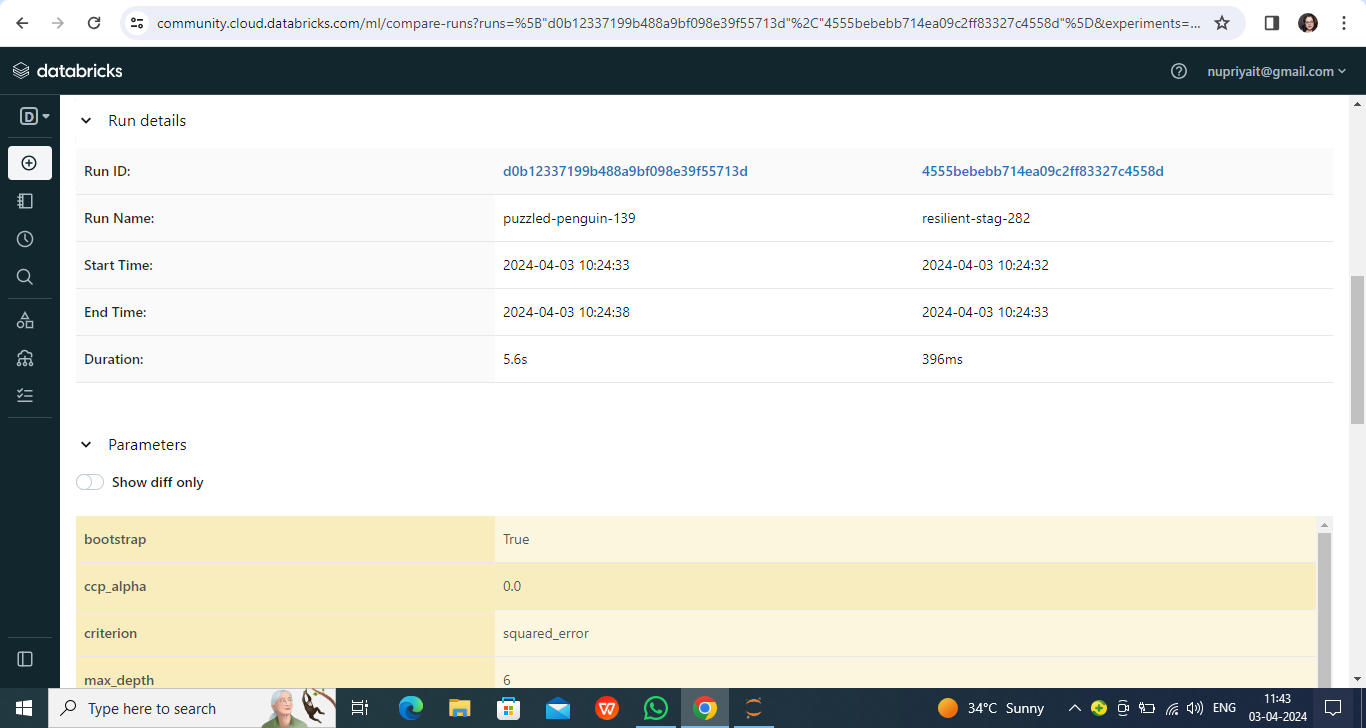 community.cloud.databricks.com/ml/compare-runs?runs=%5B"d0b12337199b488a9bf098e39f55713d"%2C"4555bebebb714ea09c2ff83327c4558d"%5D&experiments=...
databricks
nupriyait@gmail.com
D
Run details
Run ID: d0b12337199b488a9bf098e39f55713d 4555bebebb714ea09c2ff83327c4558d
Run Name: puzzled-penguin-139 resilient-stag-282
Start Time: 2024-04-03 10:24:33 2024-04-03 10:24:32
End Time: 2024-04-03 10:24:38 2024-04-03 10:24:33
Duration: 5.6s 396ms
Parameters
Show diff only
bootstrap True
ccp_alpha 0.0
criterion squared_error
max_depth 6
Type here to search
W
34°C Sunny
ENG
11:43
03-04-2024